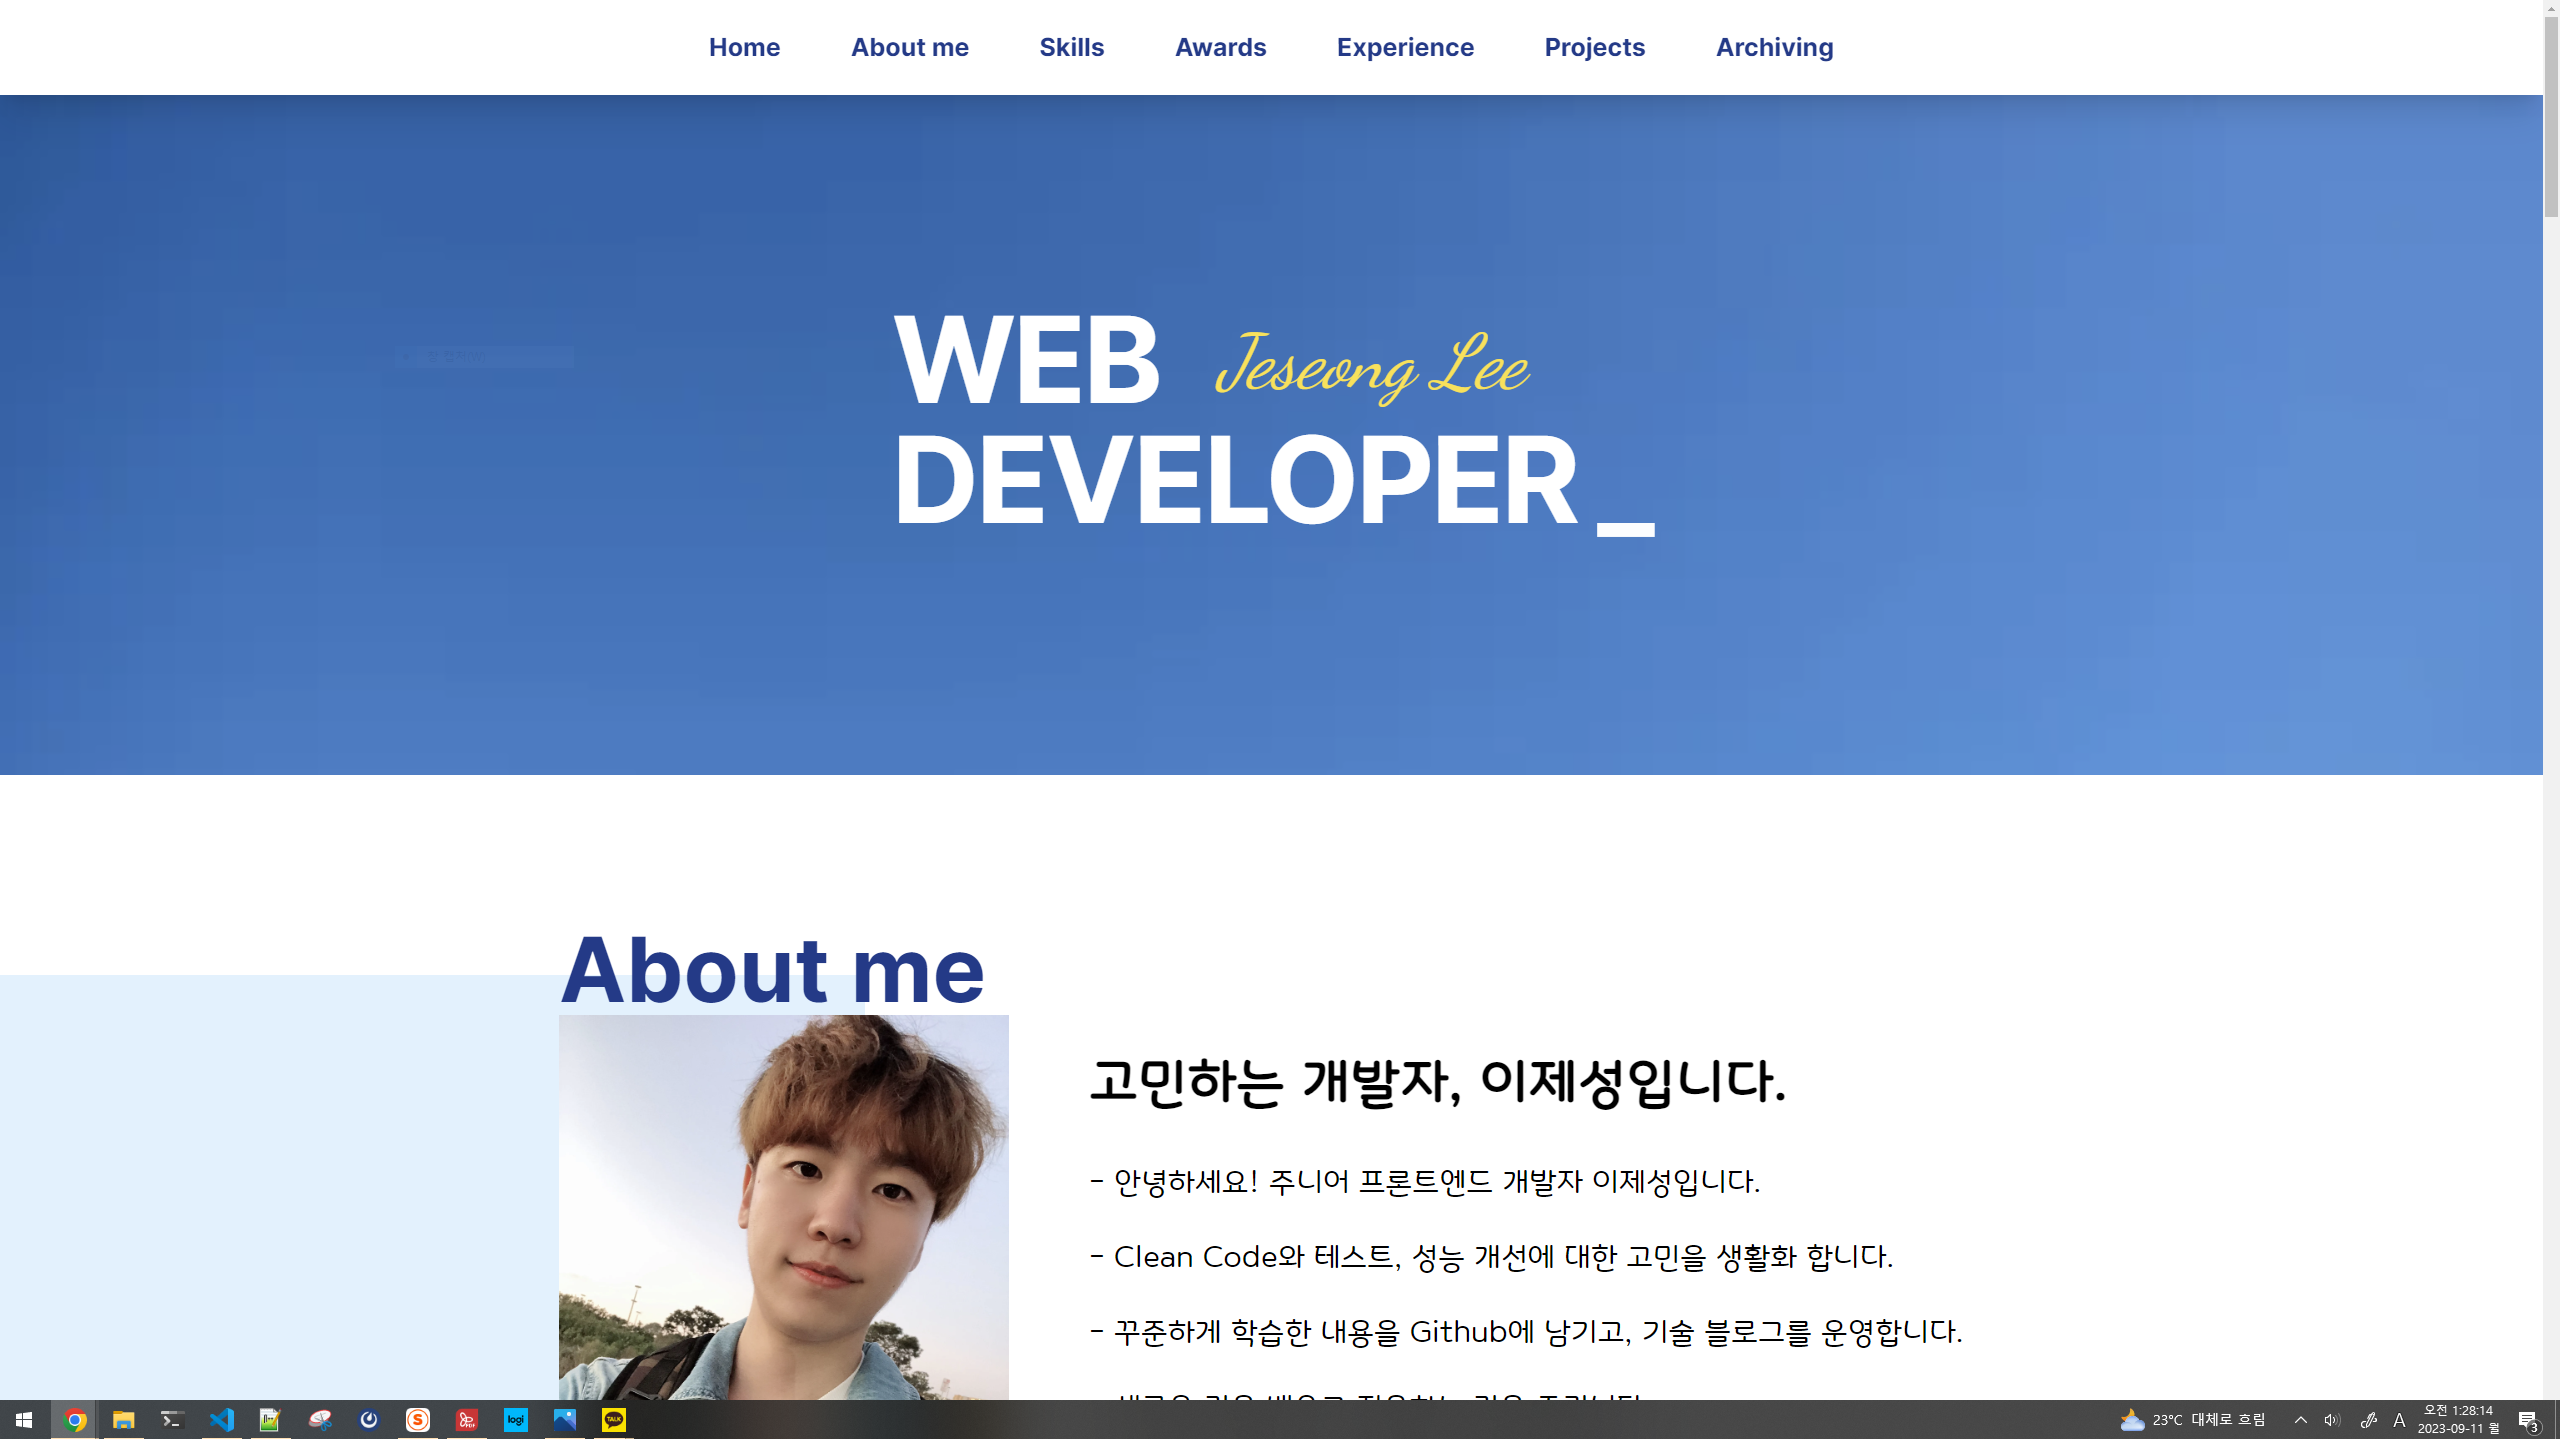 Home About me Skills Awards Experience Projects Archiving
WEB Jeseong Lee
DEVELOPER _
About me
고민하는 개발자, 이제성입니다.
- 안녕하세요! 주니어 프론트엔드 개발자 이제성입니다.
- Clean Code와 테스트, 성능 개선에 대한 고민을 생활화 합니다.
- 꾸준하게 학습한 내용을 Github에 남기고, 기술 블로그를 운영합니다.
logi
TALK
23°C 대체로 흐림
A
오전 1:28:14
2023-09-11 월
3